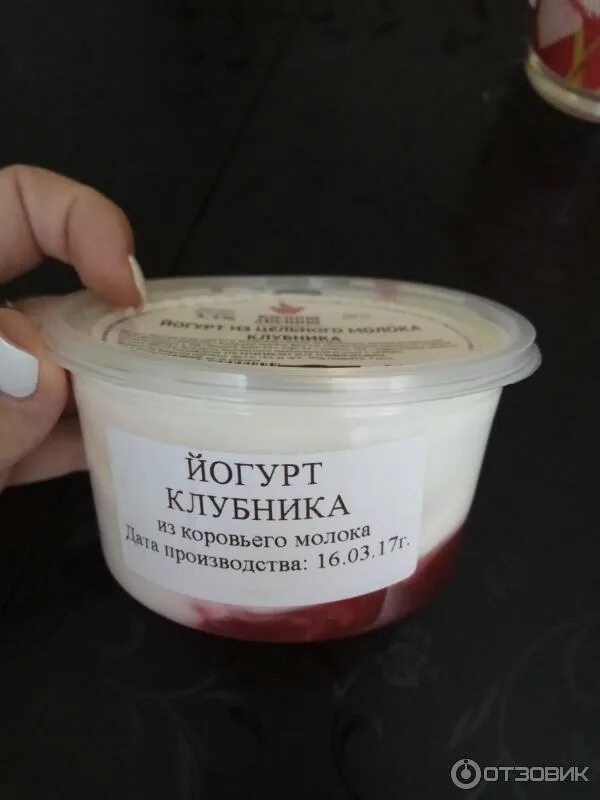 ЙОГУРТ ИЗ ЦЕЛЬНОГО МОЛОКА
КЛУБНИКА
ЙОГУРТ
КЛУБНИКА
из коровьего молока
Дата производства: 16.03.17г.
ОТЗОВИК